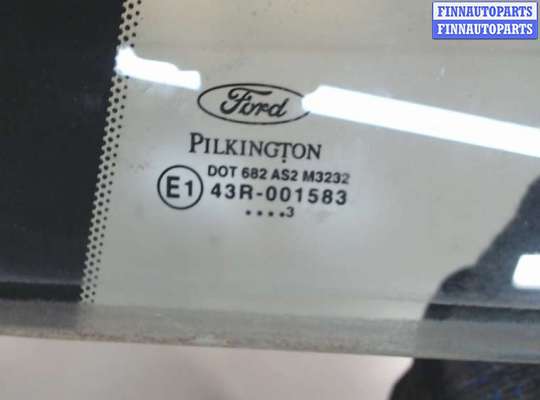 FINNAUTOPARTS
FINNAUTOPARTS
Ford
PILKINGTON
DOT 682 AS2 M3232
E1 43R-001583
....3